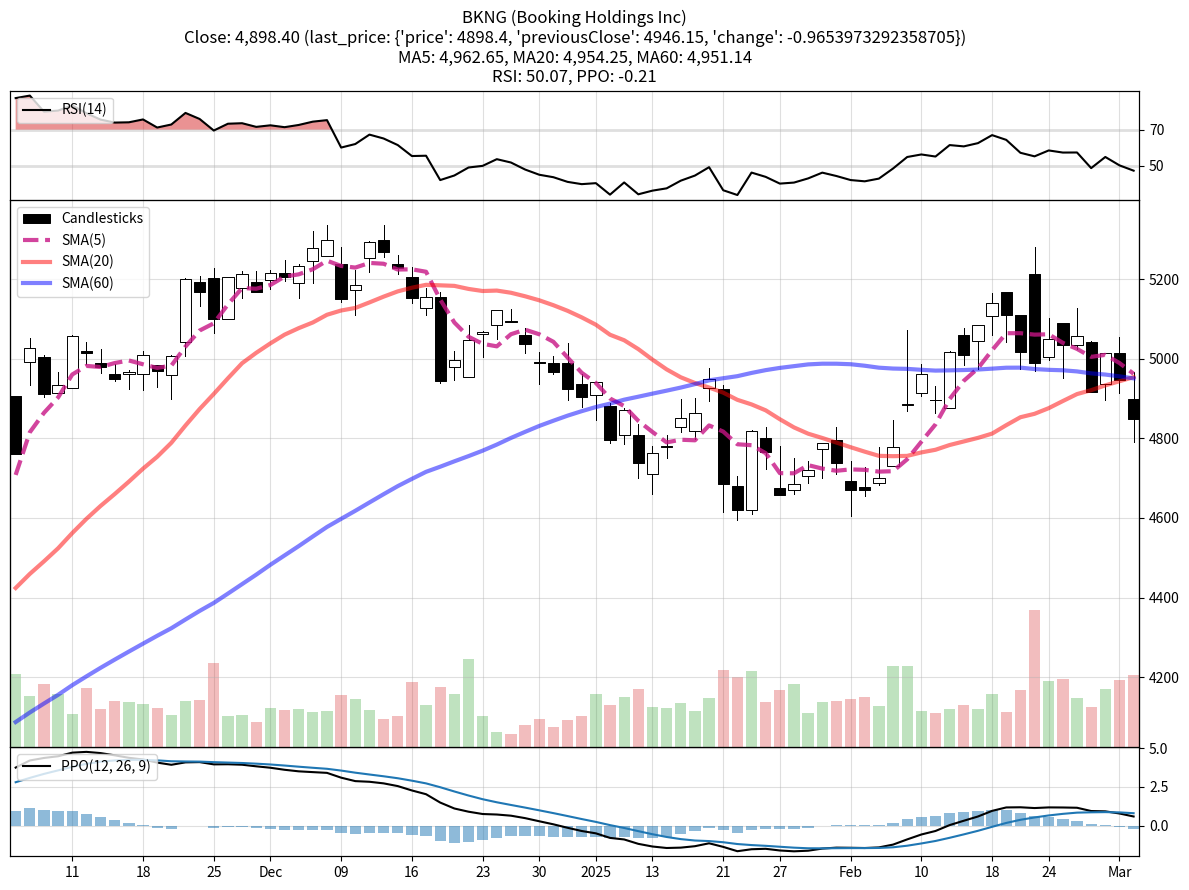 BKNG (Booking Holdings Inc)
Close: 4,898.40 (last_price: {'price': 4898.4, 'previousClose': 4946.15, 'change': -0.9653973292358705})
MA5: 4,962.65, MA20: 4,954.25, MA60: 4,951.14
RSI: 50.07, PPO: -0.21
RSI(14)
70
50
Candlesticks
SMA(5)
SMA(20)
SMA(60)
5200
5000
4800
4600
4400
4200
PPO(12, 26, 9)
5.0
2.5
0.0
11 18 25 Dec 09 16 23 30 2025 13 21 27 Feb 10 18 24 Mar